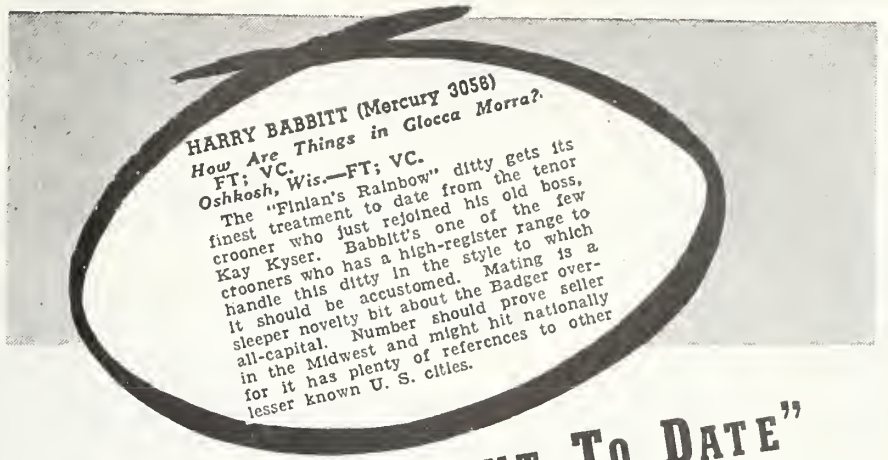 HARRY BABBITT (Mercury 3056)
How Are Things in Glocca Morra?
FT; VC.
Oshkosh, Wis.—FT; VC.
The "Finian's Rainbow" ditty gets its
finest treatment to date from the tenor
crooner who just rejoined his old boss,
Kay Kyser. Babbitt's one of the few
crooners who has a high-register range to
handle this ditty in the style to which
it should be accustomed. Mating is a
sleeper novelty bit about the Badger over-
all-capital. Number should prove seller
in the Midwest and might hit nationally
for it has plenty of references to other
lesser known U. S. cities.
To DATE"